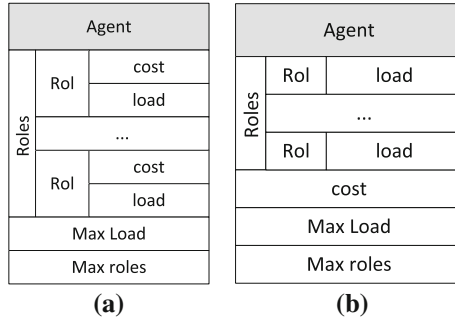 Agent
Roles
Rol
cost
load
...
Rol
cost
load
Max Load
Max roles
(a)
Agent
Roles
Rol
load
...
Rol
load
cost
Max Load
Max roles
(b)